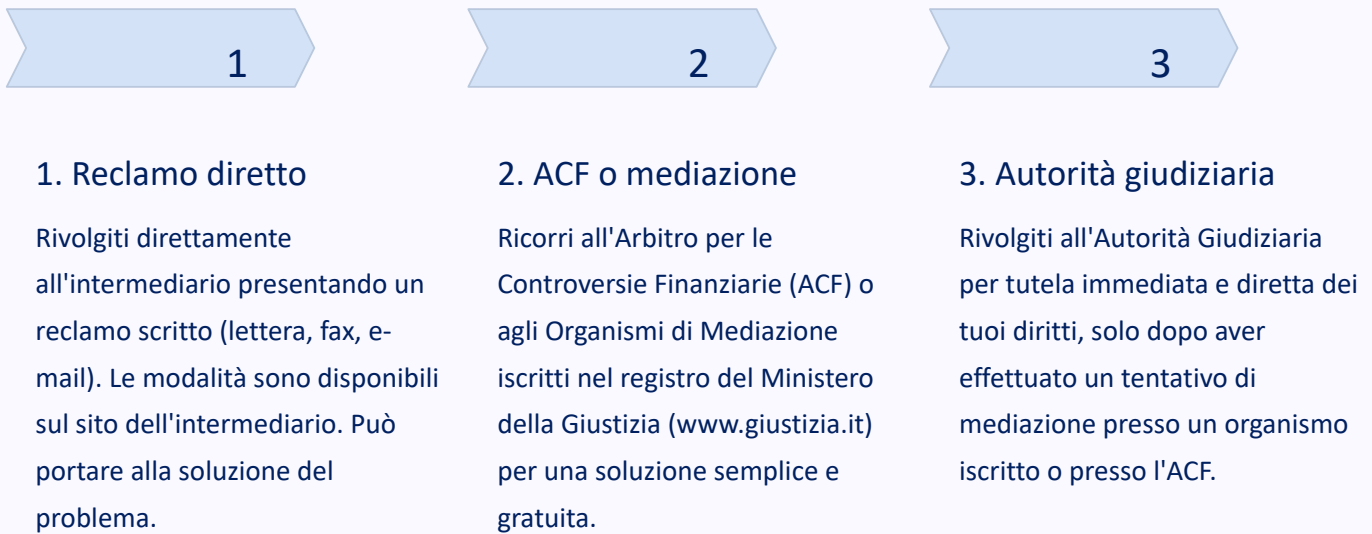 1
2
3
1. Reclamo diretto
Rivolgiti direttamente
all'intermediario presentando un
reclamo scritto (lettera, fax, e-
mail). Le modalità sono disponibili
sul sito dell'intermediario. Può
portare alla soluzione del
problema.
2. ACF o mediazione
Ricorri all'Arbitro per le
Controversie Finanziarie (ACF) o
agli Organismi di Mediazione
iscritti nel registro del Ministero
della Giustizia (www.giustizia.it)
per una soluzione semplice e
gratuita.
3. Autorità giudiziaria
Rivolgiti all'Autorità Giudiziaria
per tutela immediata e diretta dei
tuoi diritti, solo dopo aver
effettuato un tentativo di
mediazione presso un organismo
iscritto o presso l'ACF.